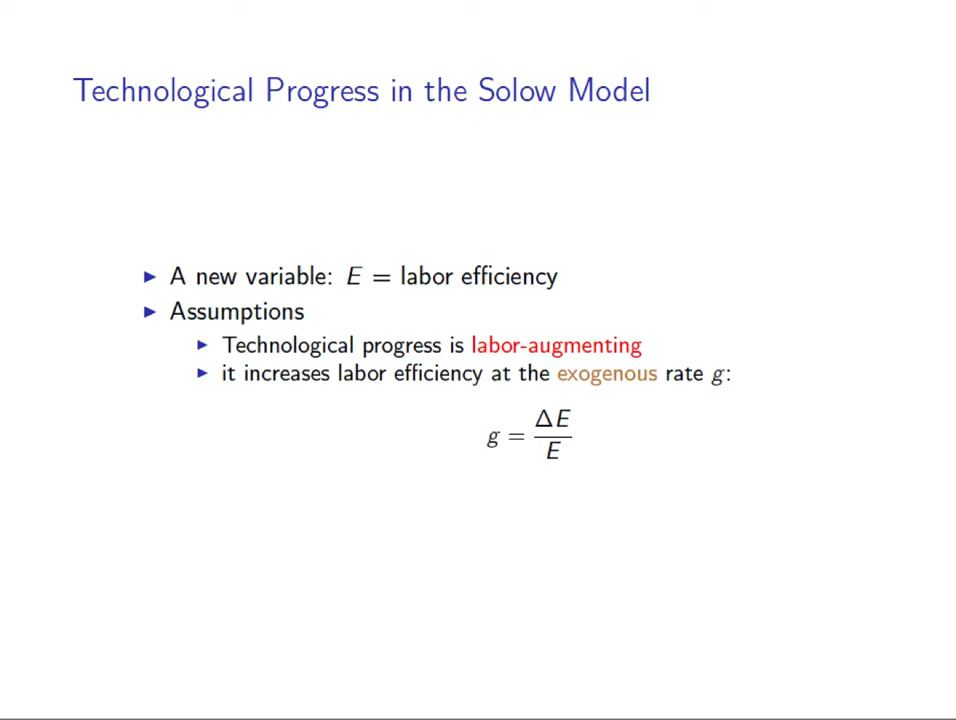 Technological Progress in the Solow Model
▶ A new variable: E = labor efficiency
▶ Assumptions
▶ Technological progress is labor-augmenting
▶ it increases labor efficiency at the exogenous rate g:
g = ΔE / E